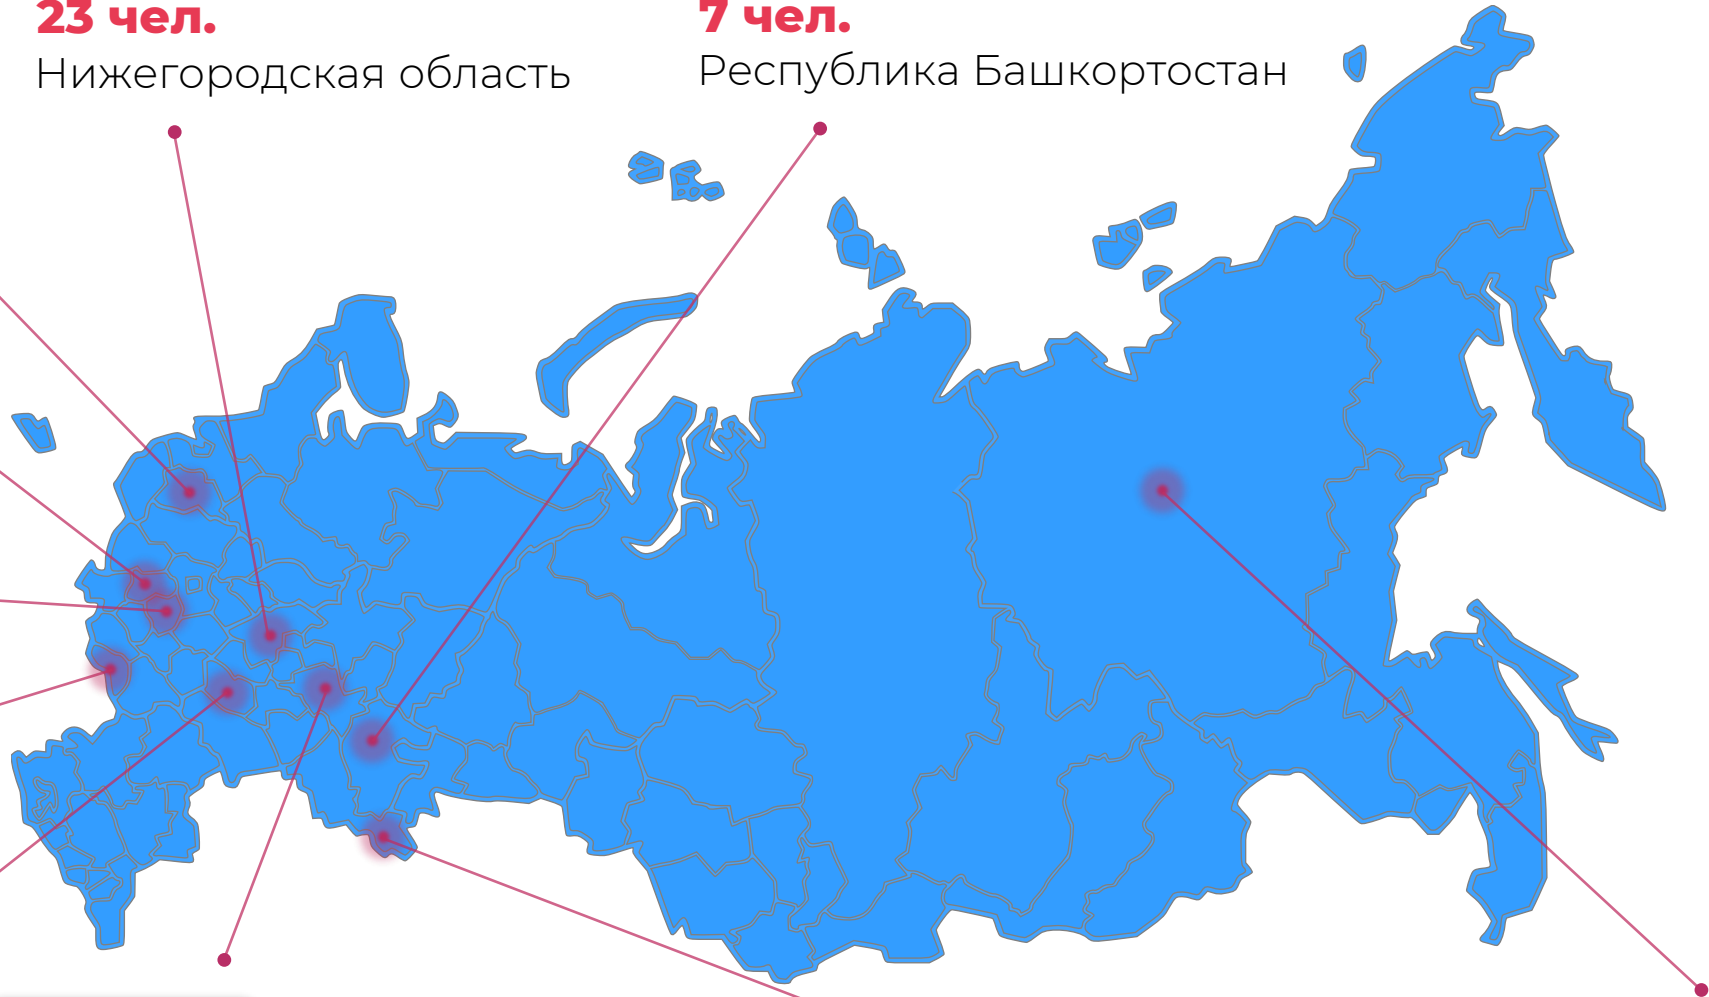 23 чел.
Нижегородская область
7 чел.
Республика Башкортостан